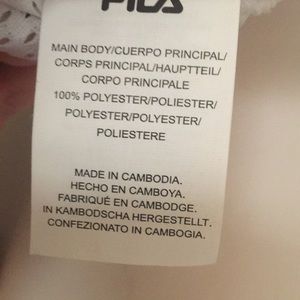 FILA
MAIN BODY/CUERPO PRINCIPAL/
CORPS PRINCIPAL/HAUPTTEIL/
CORPO PRINCIPALE
100% POLYESTER/POLIESTER/
POLYESTER/POLYESTER/
POLIESTERE
MADE IN CAMBODIA.
HECHO EN CAMBOYA.
FABRIQUÉ EN CAMBODGE.
IN KAMBODSCHA HERGESTELLT.
CONFEZIONATO IN CAMBOGIA.